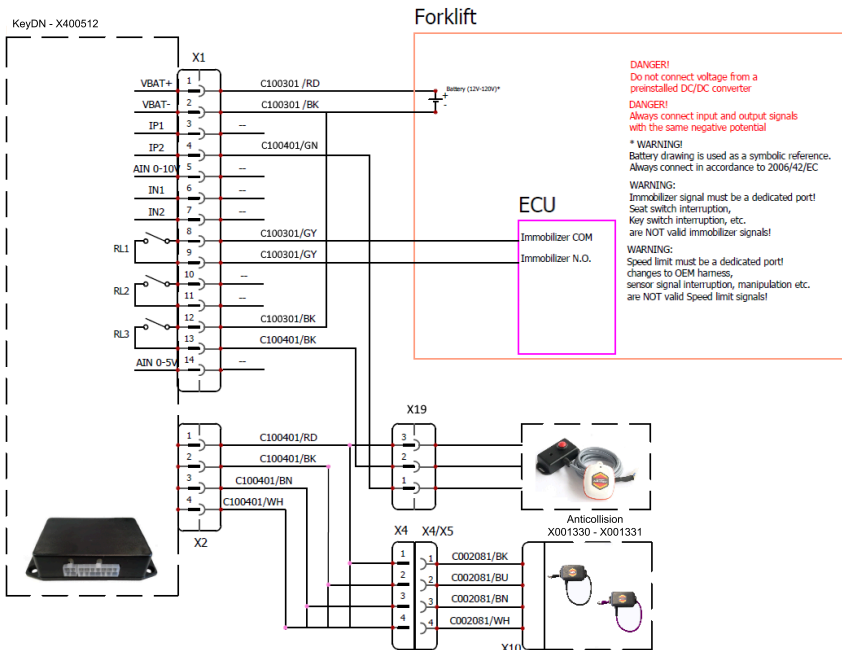 Forklift
KeyDN - X400512
X1
VBAT+ 1 C100301 /RD
Battery (12V-120V)*
+
-
VBAT- 2 C100301 /BK
IP1 3 --
IP2 4 C100401/GN
AIN 0-10V 5 --
IN1 6 --
IN2 7 --
8 C100301/GY
RL1
9 C100301/GY
10 --
RL2
11 --
12 C100301/BK
RL3
13 C100401/BK
AIN 0-5V 14 --
DANGER!
Do not connect voltage from a
preinstalled DC/DC converter
DANGER!
Always connect input and output signals
with the same negative potential
* WARNING!
Battery drawing is used as a symbolic reference.
Always connect in accordance to 2006/42/EC
WARNING:
Immobilizer signal must be a dedicated port!
Seat switch interruption,
Key switch interruption, etc.
are NOT valid immobilizer signals!
WARNING:
Speed limit must be a dedicated port!
changes to OEM harness,
sensor signal interruption, manipulation etc.
are NOT valid Speed limit signals!
ECU
Immobilizer COM
Immobilizer N.O.
X19
1 C100401/RD 3
2 C100401/BK 2
3 C100401/BN 1
4 C100401/WH
X2
Anticollision
X001330 - X001331
X4 X4/X5
1 1 C002081/BK
2 2 C002081/BU
3 3 C002081/BN
4 4 C002081/WH
X10